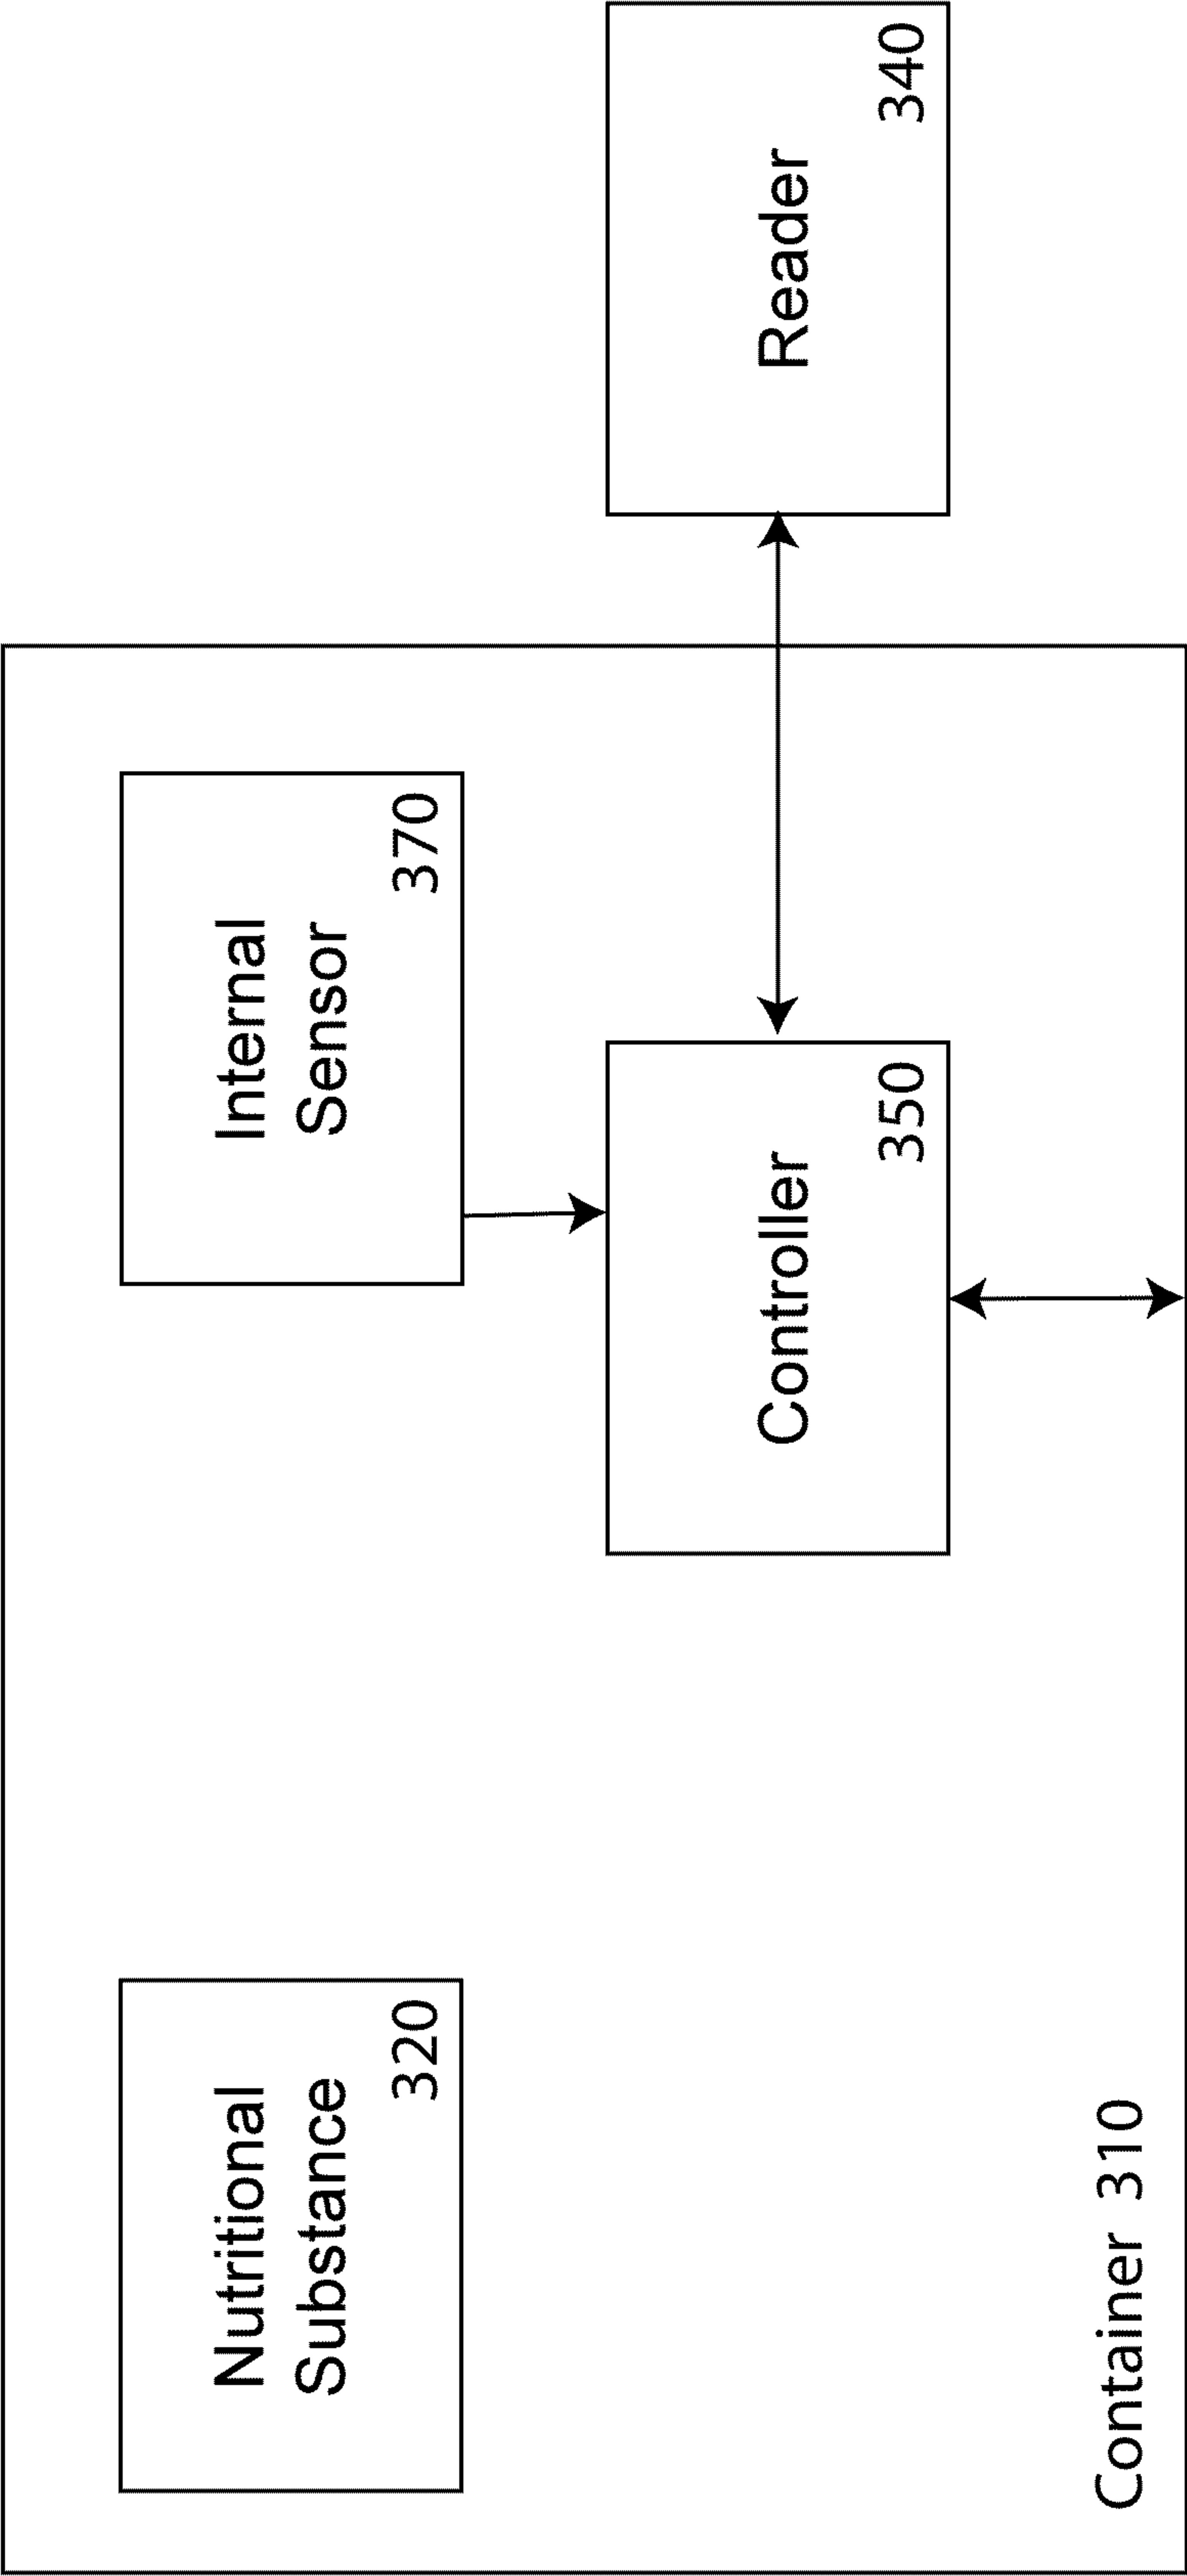 Nutritional
Substance
320
Internal
Sensor
370
Controller
350
Reader
340
Container 310